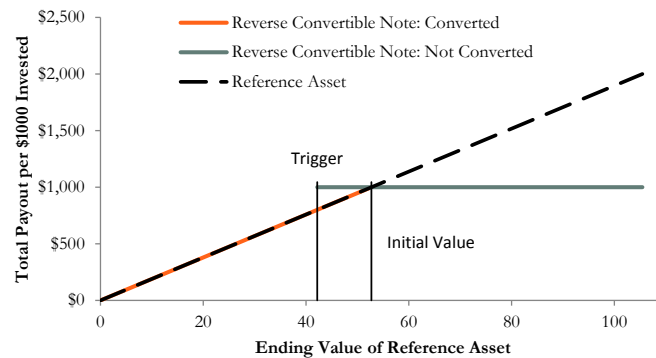 $2,500
Reverse Convertible Note: Converted
Reverse Convertible Note: Not Converted
Reference Asset
$2,000
$1,500
Trigger
$1,000
$500
Initial Value
$0
Total Payout per $1000 Invested
0 20 40 60 80 100
Ending Value of Reference Asset